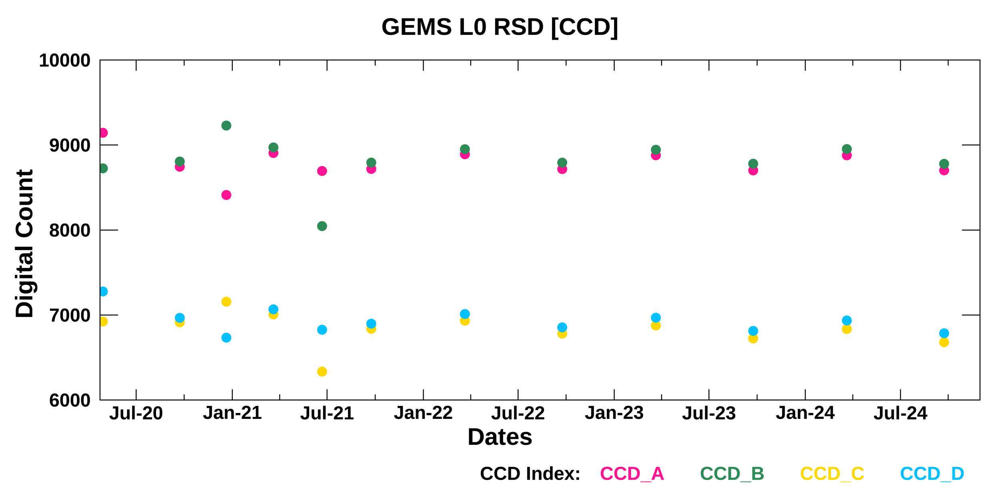 GEMS L0 RSD [CCD]
10000
9000
8000
7000
6000
Digital Count
Jul-20 Jan-21 Jul-21 Jan-22 Jul-22 Jan-23 Jul-23 Jan-24 Jul-24
Dates
CCD Index: CCD_A CCD_B CCD_C CCD_D